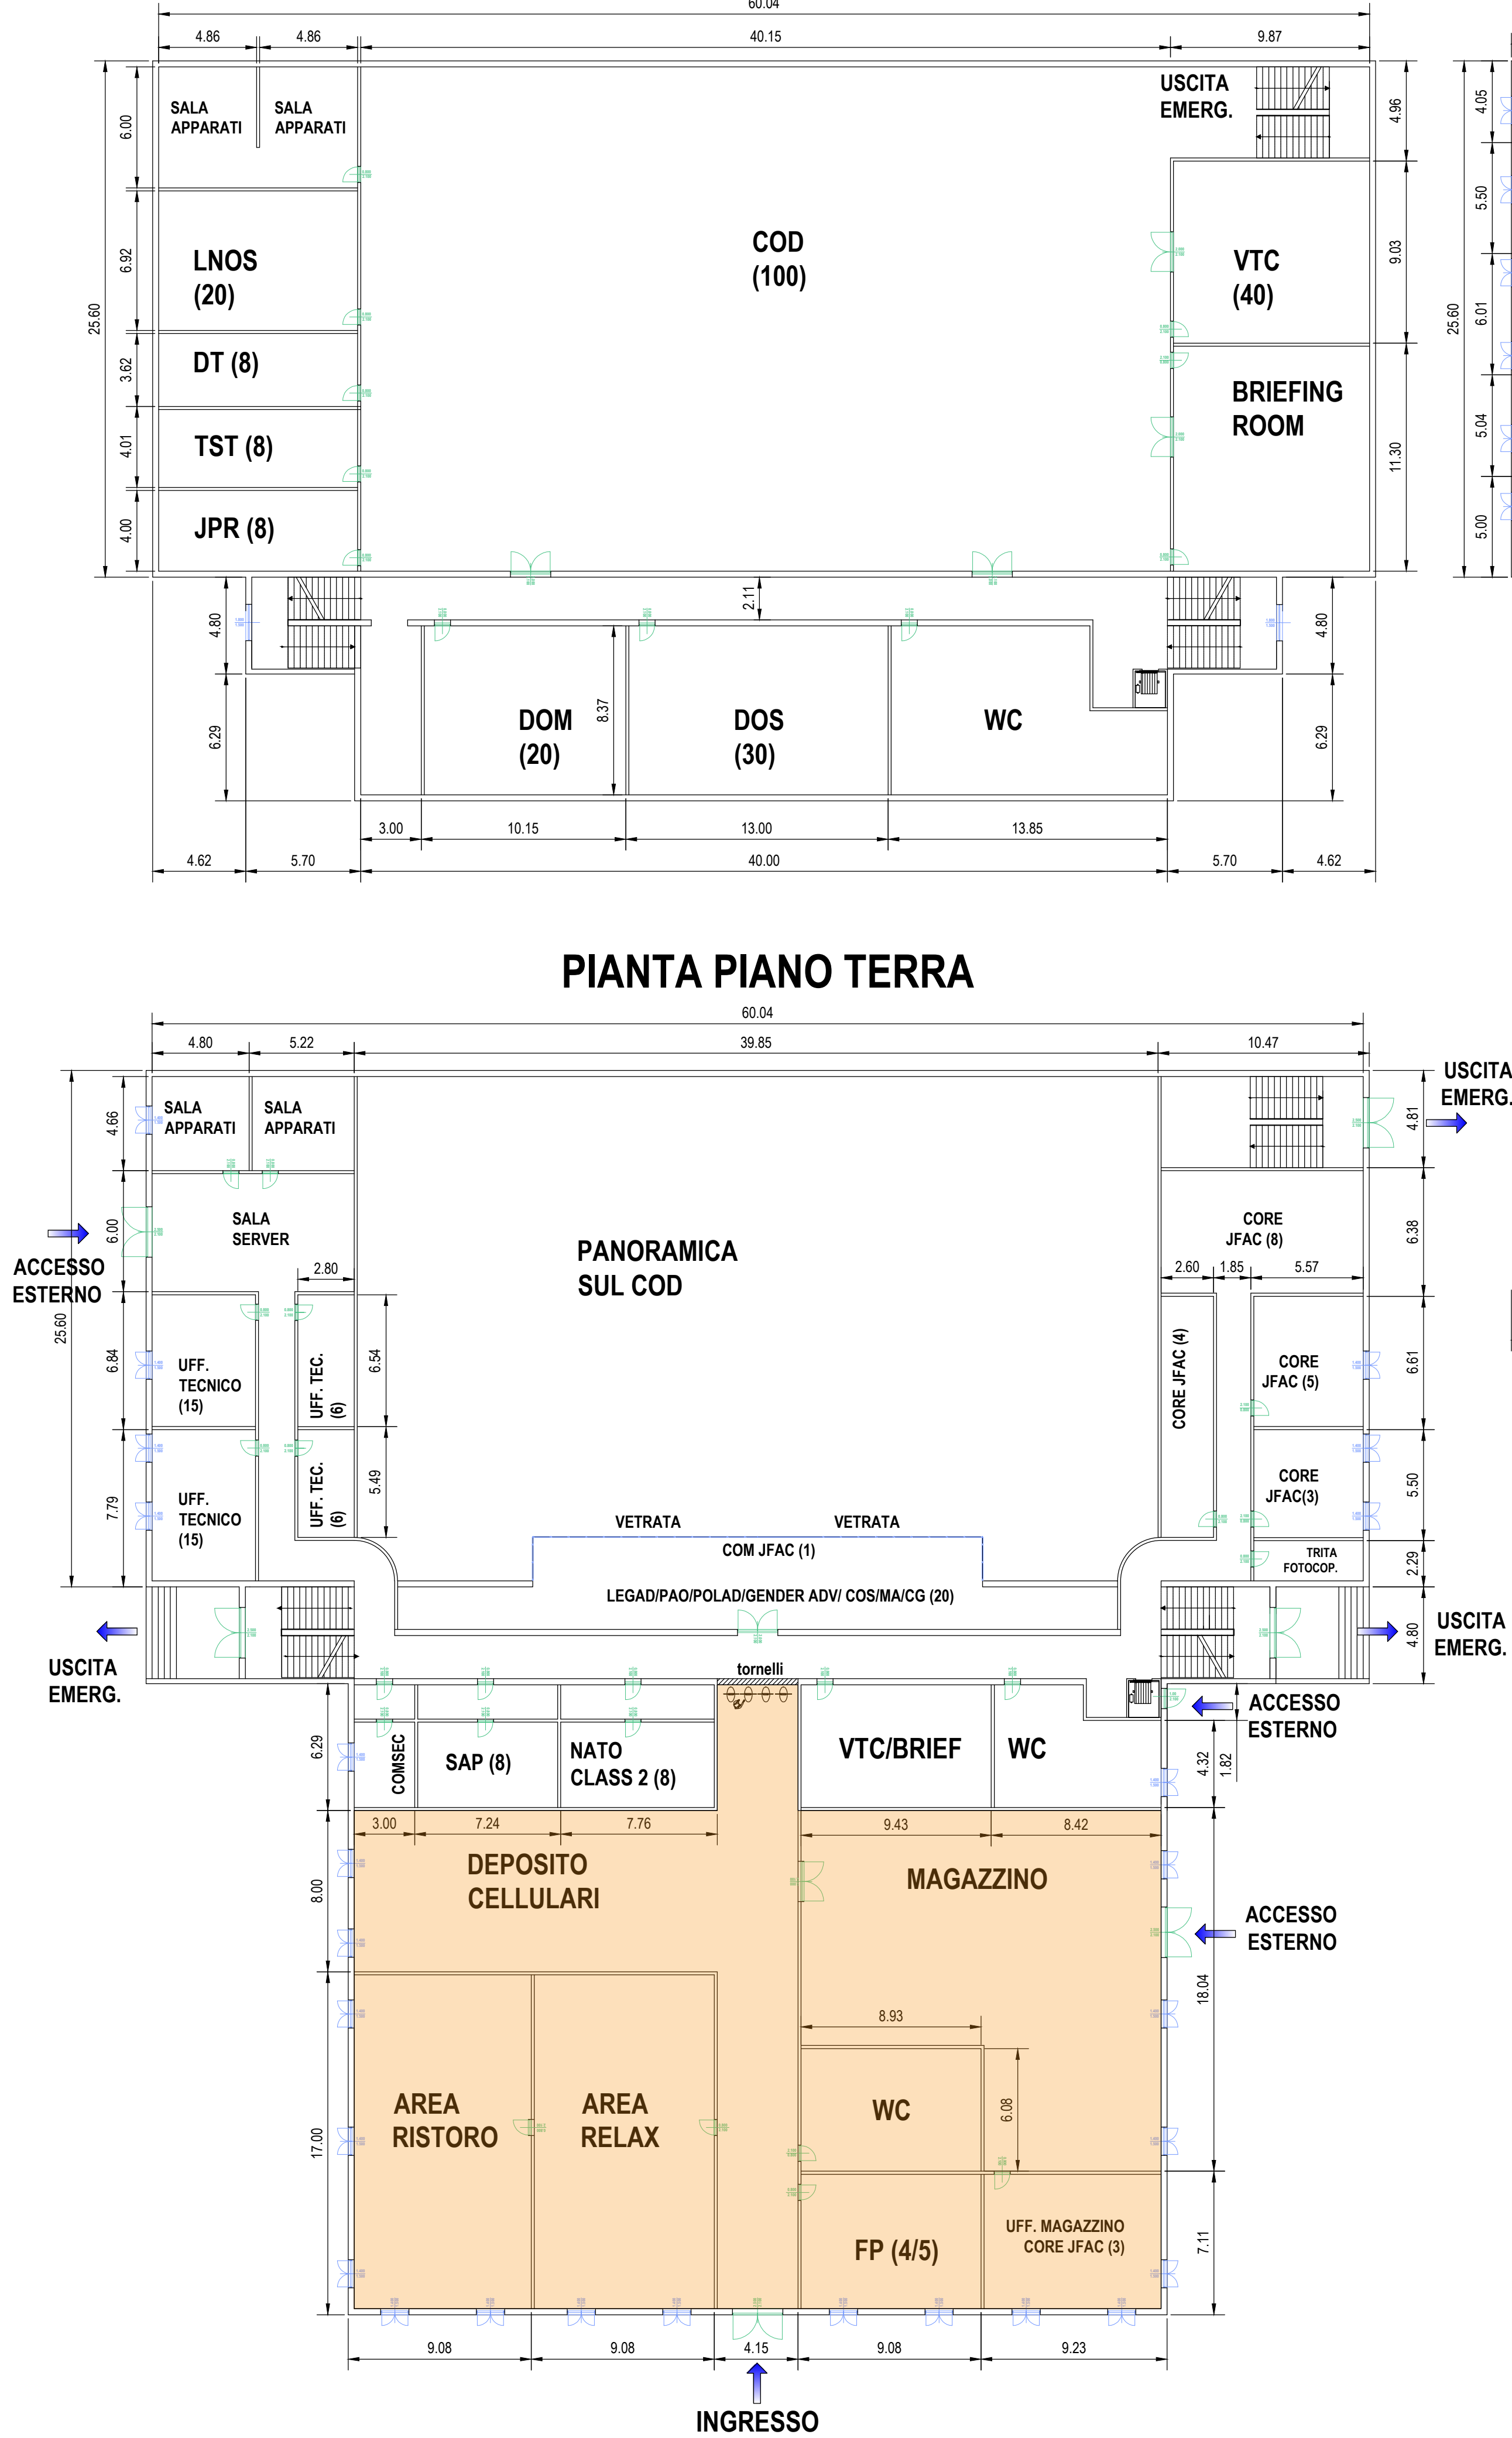 60.04
4.86
4.86
40.15
9.87
SALA
APPARATI
SALA
APPARATI
USCITA
EMERG.
6.00
4.96
4.05
LNOS
(20)
COD
(100)
VTC
(40)
6.92
9.03
5.50
25.60
25.60
6.01
DT (8)
3.62
BRIEFING
ROOM
TST (8)
4.01
11.30
5.04
JPR (8)
4.00
5.00
4.80
2.11
4.80
DOM
(20)
8.37
DOS
(30)
WC
6.29
6.29
3.00
10.15
13.00
13.85
4.62
5.70
40.00
5.70
4.62
PIANTA PIANO TERRA
60.04
4.80
5.22
39.85
10.47
USCITA
EMERG.
SALA
APPARATI
SALA
APPARATI
4.66
4.81
SALA
SERVER
6.00
ACCESSO
ESTERNO
PANORAMICA
SUL COD
CORE
JFAC (8)
6.38
2.80
2.60
1.85
5.57
25.60
UFF.
TECNICO
(15)
6.84
UFF. TEC.
(6)
6.54
CORE JFAC (4)
CORE
JFAC (5)
6.61
UFF.
TECNICO
(15)
7.79
UFF. TEC.
(6)
5.49
CORE
JFAC(3)
5.50
VETRATA
VETRATA
COM JFAC (1)
TRITA
FOTOCOP.
2.29
LEGAD/PAO/POLAD/GENDER ADV/ COS/MA/CG (20)
USCITA
EMERG.
USCITA
EMERG.
4.80
tornelli
ACCESSO
ESTERNO
6.29
COMSEC
SAP (8)
NATO
CLASS 2 (8)
VTC/BRIEF
WC
4.32
1.82
3.00
7.24
7.76
9.43
8.42
DEPOSITO
CELLULARI
MAGAZZINO
8.00
ACCESSO
ESTERNO
18.04
8.93
AREA
RISTORO
AREA
RELAX
WC
6.08
17.00
FP (4/5)
UFF. MAGAZZINO
CORE JFAC (3)
7.11
9.08
9.08
4.15
9.08
9.23
INGRESSO